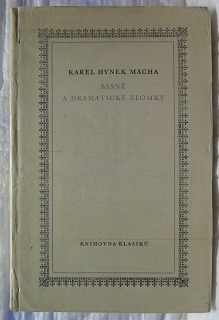 KAREL HYNEK MÁCHA
BÁSNĚ
A DRAMATICKÉ ZLOMKY
KNIHOVNA KLASIKŮ